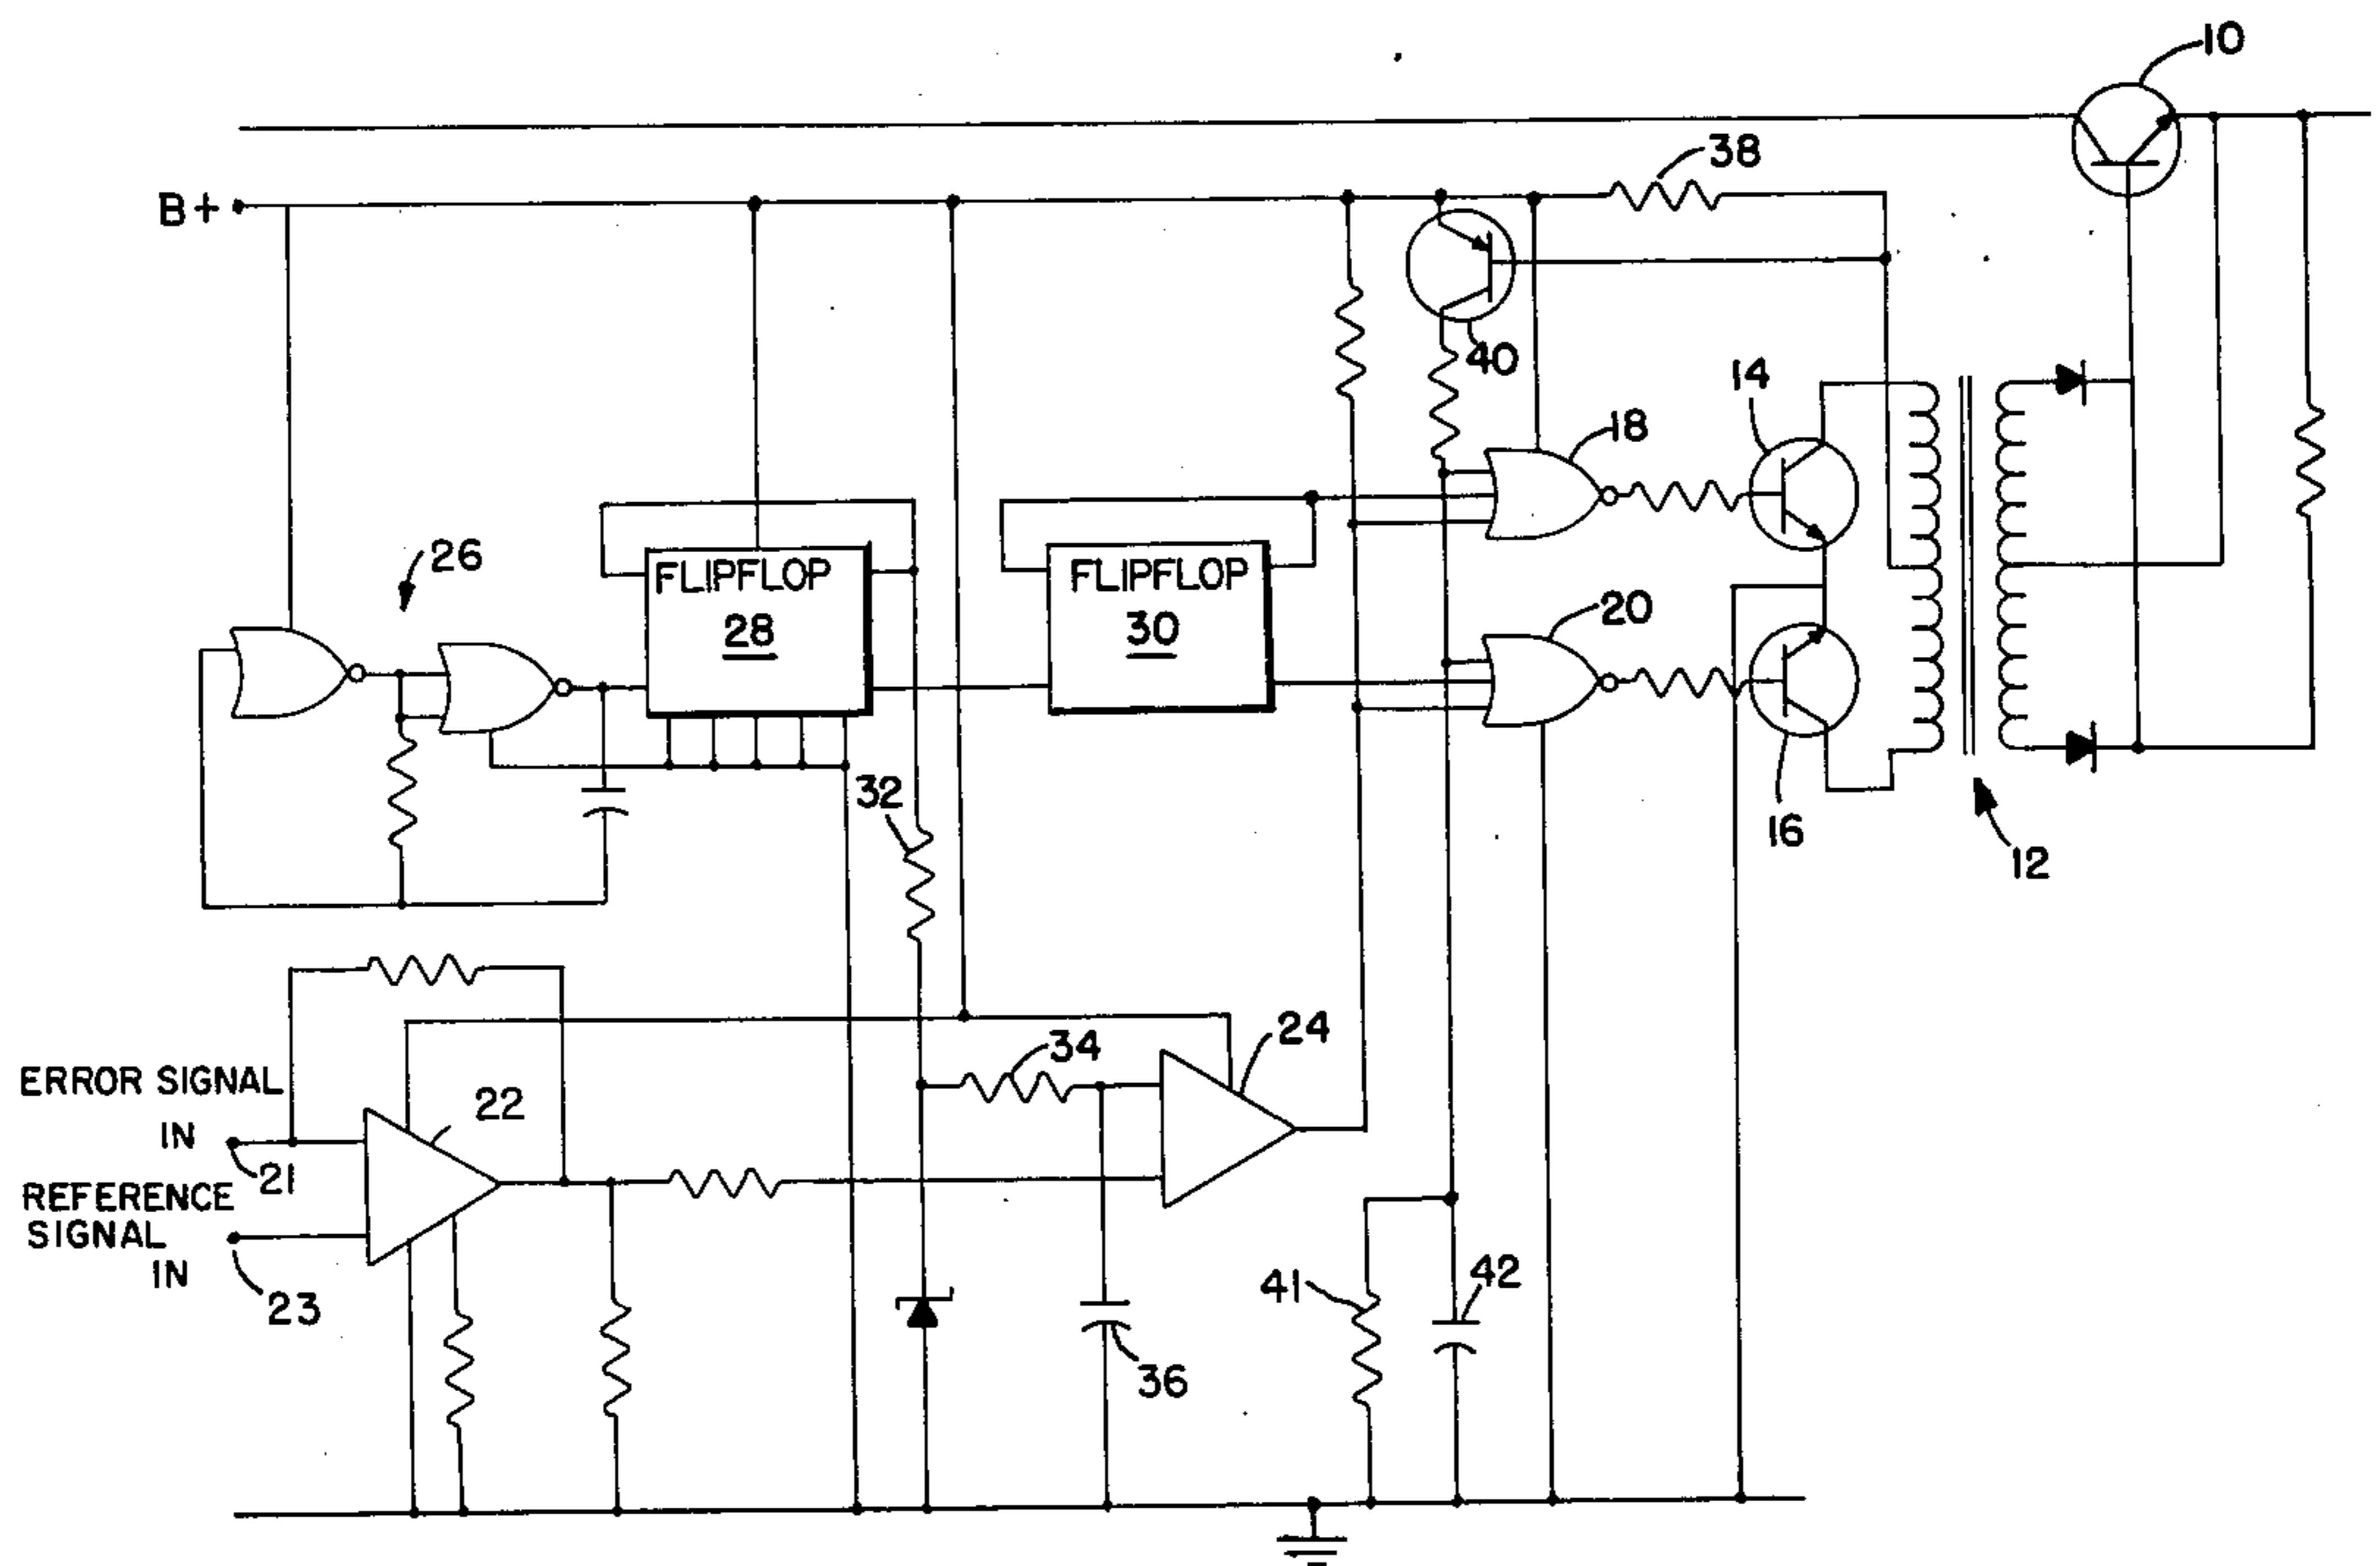 10
38
B+
40
14
18
26
FLIPFLOP
28
FLIPFLOP
30
20
32
16
12
34
24
ERROR SIGNAL
IN
22
21
REFERENCE
SIGNAL
IN
23
41
42
36